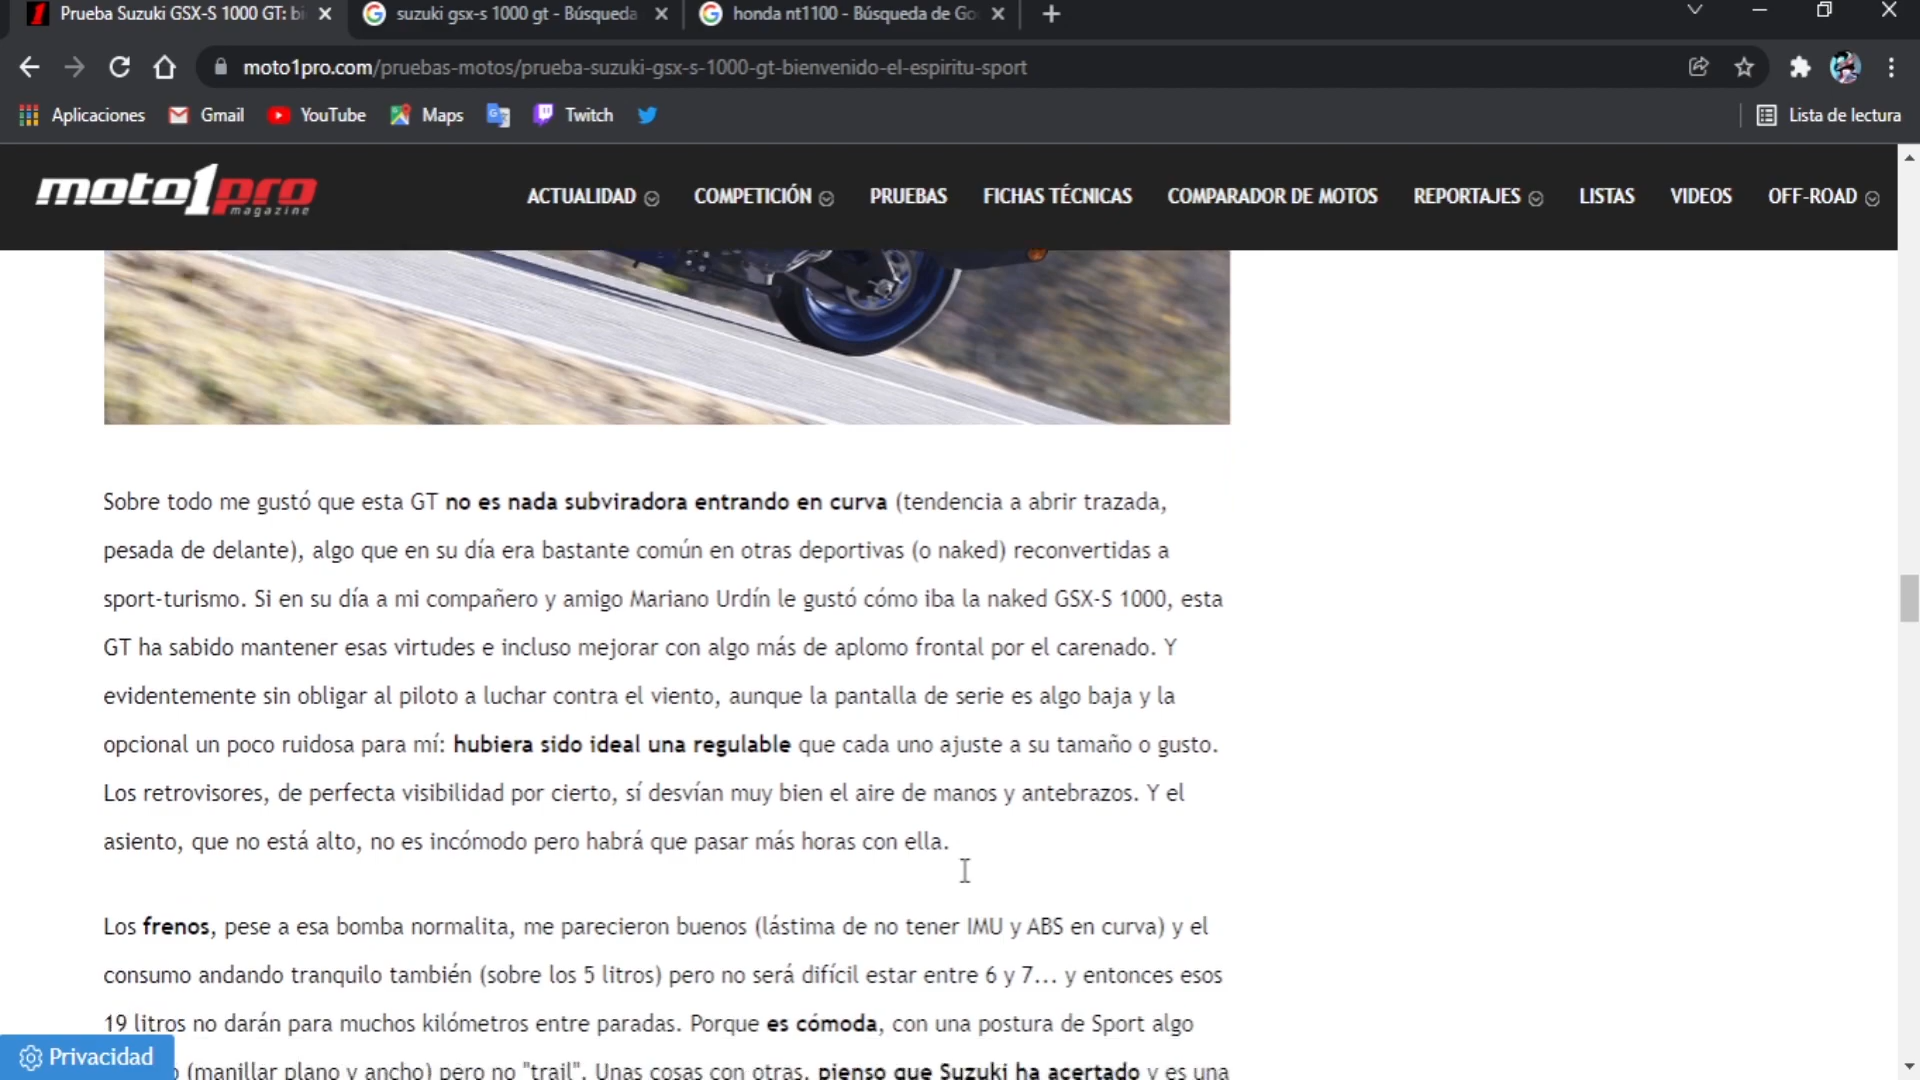 Prueba Suzuki GSX-S 1000 GT: bi
suzuki gsx-s 1000 gt - Búsqueda
honda nt1100 - Búsqueda de Go
moto1pro.com/pruebas-motos/prueba-suzuki-gsx-s-1000-gt-bienvenido-el-espiritu-sport
Aplicaciones Gmail YouTube Maps Twitch Lista de lectura
moto1pro magazine
ACTUALIDAD COMPETICIÓN PRUEBAS FICHAS TÉCNICAS COMPARADOR DE MOTOS REPORTAJES LISTAS VIDEOS OFF-ROAD
Sobre todo me gustó que esta GT no es nada subviradora entrando en curva (tendencia a abrir trazada,
pesada de delante), algo que en su día era bastante común en otras deportivas (o naked) reconvertidas a
sport-turismo. Si en su día a mi compañero y amigo Mariano Urdín le gustó cómo iba la naked GSX-S 1000, esta
GT ha sabido mantener esas virtudes e incluso mejorar con algo más de aplomo frontal por el carenado. Y
evidentemente sin obligar al piloto a luchar contra el viento, aunque la pantalla de serie es algo baja y la
opcional un poco ruidosa para mí: hubiera sido ideal una regulable que cada uno ajuste a su tamaño o gusto.
Los retrovisores, de perfecta visibilidad por cierto, sí desvían muy bien el aire de manos y antebrazos. Y el
asiento, que no está alto, no es incómodo pero habrá que pasar más horas con ella.
Los frenos, pese a esa bomba normalita, me parecieron buenos (lástima de no tener IMU y ABS en curva) y el
consumo andando tranquilo también (sobre los 5 litros) pero no será difícil estar entre 6 y 7... y entonces esos
19 litros no darán para muchos kilómetros entre paradas. Porque es cómoda, con una postura de Sport algo
(manillar plano y ancho) pero no "trail". Unas cosas con otras, pienso que Suzuki ha acertado y es una
Privacidad